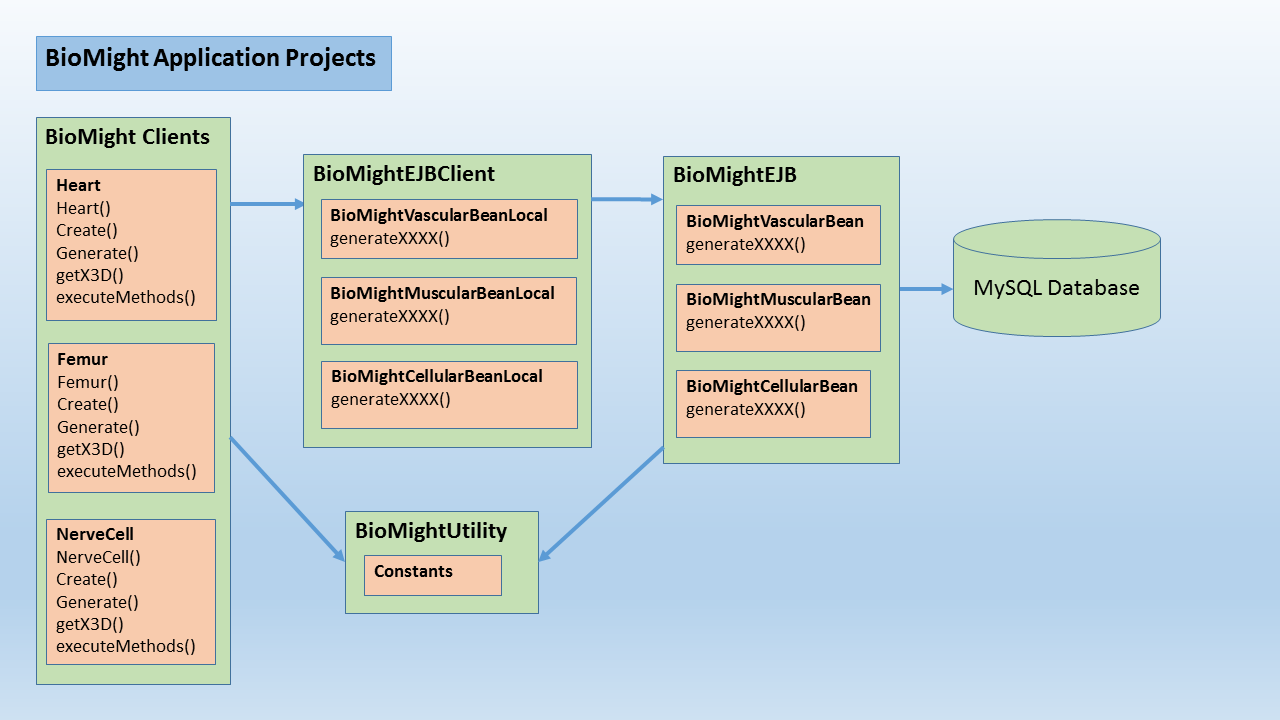 BioMight Application Projects
BioMight Clients
Heart
Heart()
Create()
Generate()
getX3D()
executeMethods()
Femur
Femur()
Create()
Generate()
getX3D()
executeMethods()
NerveCell
NerveCell()
Create()
Generate()
getX3D()
executeMethods()
BioMightEJBClient
BioMightVascularBeanLocal
generateXXXX()
BioMightMuscularBeanLocal
generateXXXX()
BioMightCellularBeanLocal
generateXXXX()
BioMightEJB
BioMightVascularBean
generateXXXX()
BioMightMuscularBean
generateXXXX()
BioMightCellularBean
generateXXXX()
MySQL Database
BioMightUtility
Constants